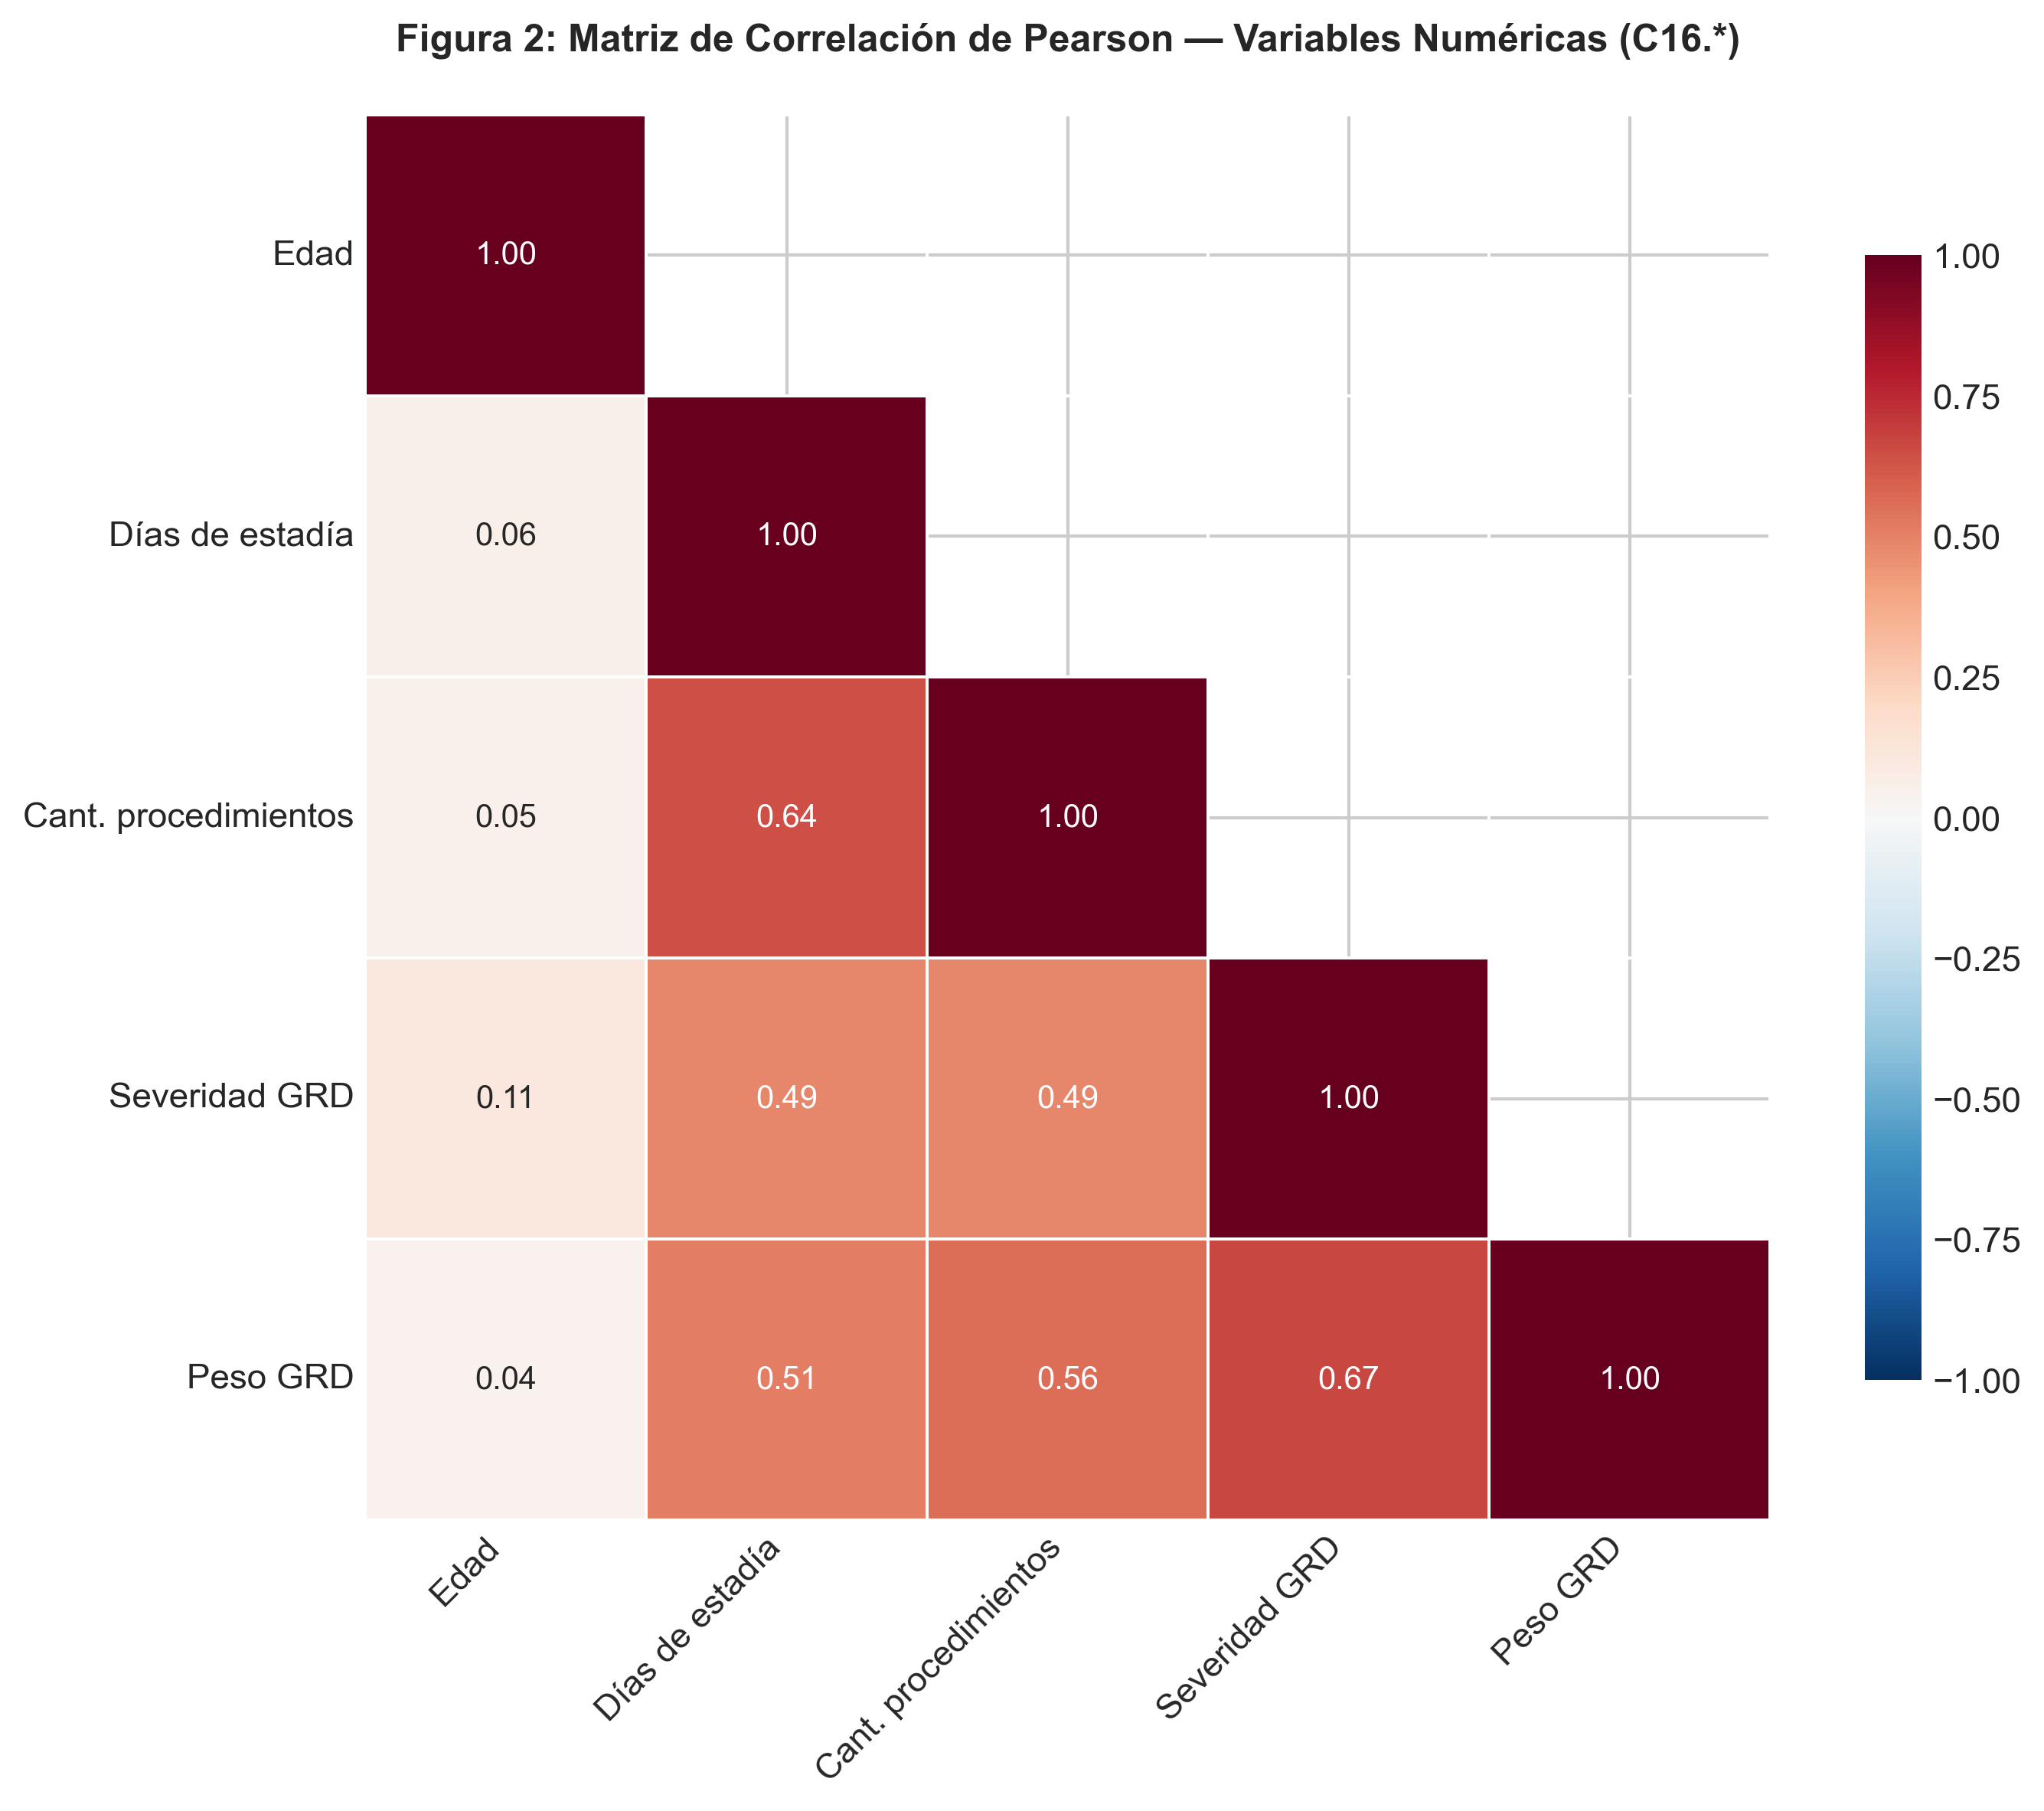 Figura 2: Matriz de Correlación de Pearson — Variables Numéricas (C16.*)
Edad
1.00
Días de estadía
0.06
1.00
Cant. procedimientos
0.05
0.64
1.00
Severidad GRD
0.11
0.49
0.49
1.00
Peso GRD
0.04
0.51
0.56
0.67
1.00
Edad
Días de estadía
Cant. procedimientos
Severidad GRD
Peso GRD
1.00
0.75
0.50
0.25
0.00
−0.25
−0.50
−0.75
−1.00